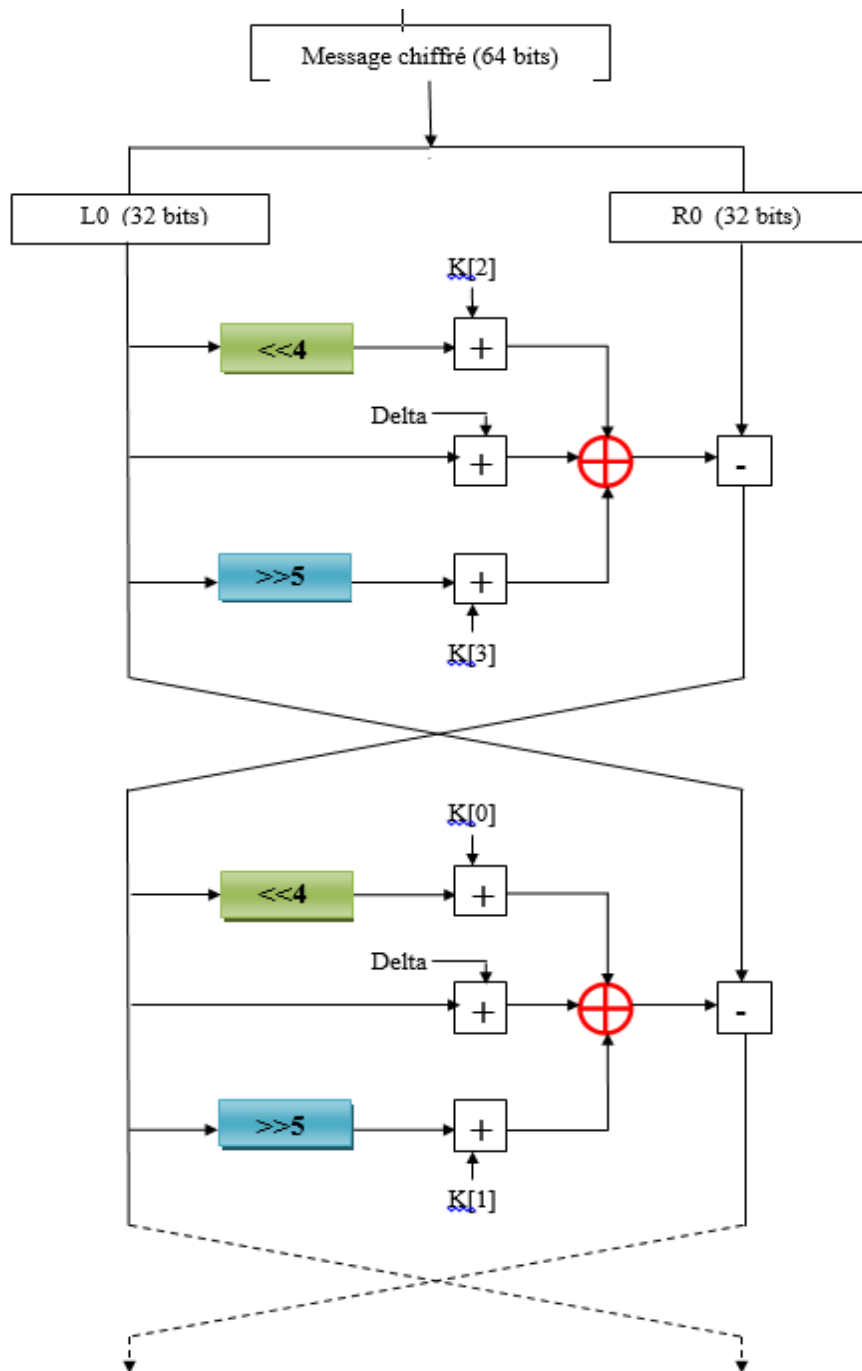 Message chiffré (64 bits)
L0 (32 bits)
R0 (32 bits)
K[2]
<<4
+
Delta
+
-
>>5
+
K[3]
K[0]
<<4
+
Delta
+
-
>>5
+
K[1]